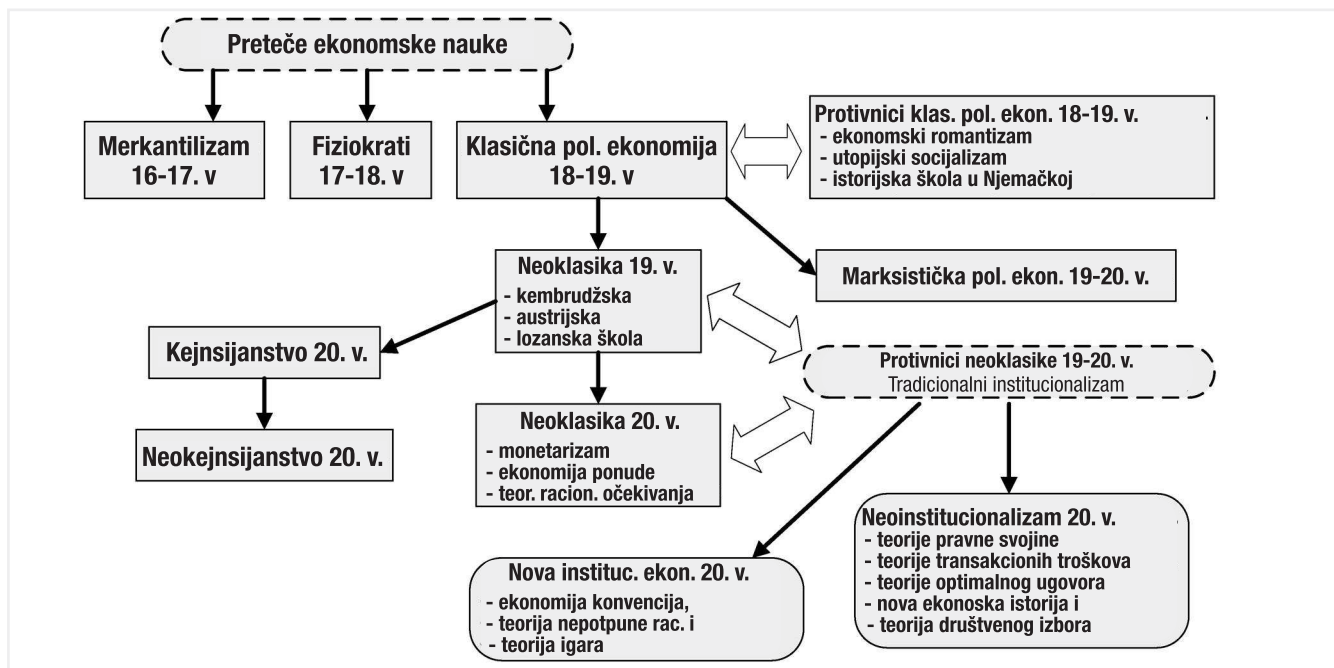 Preteče ekonomske nauke
Merkantilizam
16-17. v
Fiziokrati
17-18. v
Klasična pol. ekonomija
18-19. v
Protivnici klas. pol. ekon. 18-19. v.
- ekonomski romantizam
- utopijski socijalizam
- istorijska škola u Njemačkoj
Neoklasika 19. v.
- kembrudžska
- austrijska
- lozanska škola
Marksistička pol. ekon. 19-20. v.
Kejnsijanstvo 20. v.
Protivnici neoklasike 19-20. v.
Tradicionalni institucionalizam
Neoklasika 20. v.
- monetarizam
- ekonomija ponude
- teor. racion. očekivanja
Neokejnsijanstvo 20. v.
Neoinstitucionalizam 20. v.
- teorije pravne svojine
- teorije transakcionih troškova
- teorije optimalnog ugovora
- nova ekonoska istorija i
- teorija društvenog izbora
Nova instituc. ekon. 20. v.
- ekonomija konvencija,
- teorija nepotpune rac. i
- teorija igara